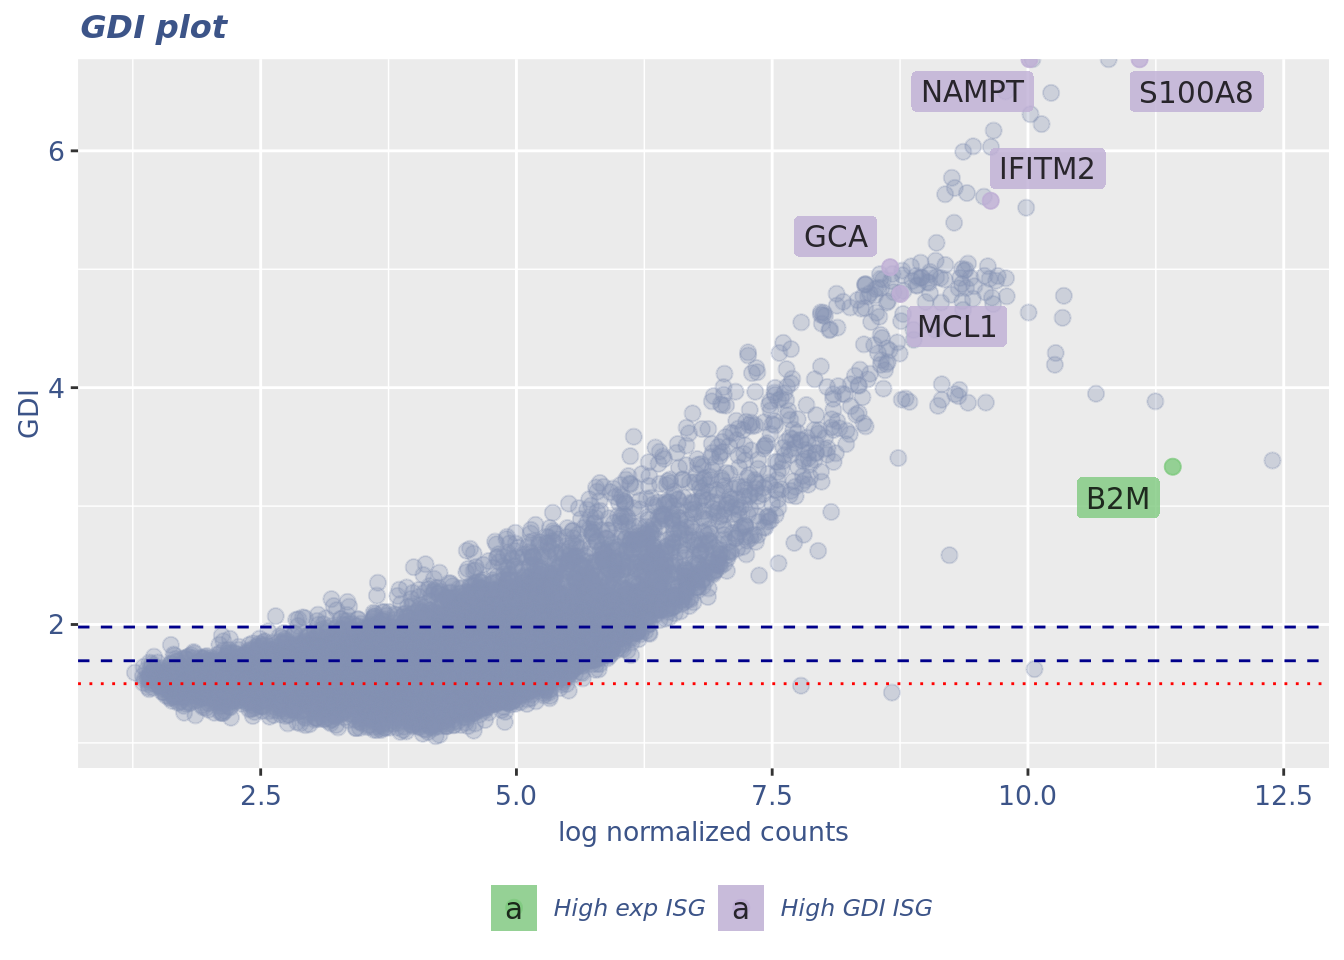 GDI plot
NAMPT
S100A8
6
IFITM2
GCA
MCL1
4
GDI
B2M
2
2.5 5.0 7.5 10.0 12.5
log normalized counts
a High exp ISG a High GDI ISG